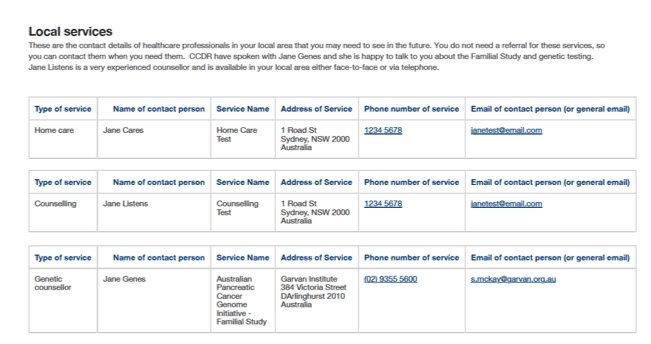 Local services
These are the contact details of healthcare professionals in your local area that you may need to see in the future. You do not need a referral for these services, so
you can contact them when you need them. CCDR have spoken with Jane Genes and she is happy to talk to you about the Familial Study and genetic testing.
Jane Listens is a very experienced counsellor and is available in your local area either face-to-face or via telephone.
Type of service Name of contact person Service Name Address of Service Phone number of service Email of contact person (or general email)
Home care Jane Cares Home Care 1 Road St 1234 5678 janetest@email.com
Test Sydney, NSW 2000
Australia
Type of service Name of contact person Service Name Address of Service Phone number of service Email of contact person (or general email)
Counselling Jane Listens Counselling 1 Road St 1234 5678 janetest@email.com
Test Sydney, NSW 2000
Australia
Type of service Name of contact person Service Name Address of Service Phone number of service Email of contact person (or general email)
Genetic Jane Genes Australian Garvan Institute (02) 9355 5600 s.mckay@garvan.org.au
counsellor Pancreatic 384 Victoria Street
Cancer DArlinghurst 2010
Genome Australia
Initiative -
Familial Study